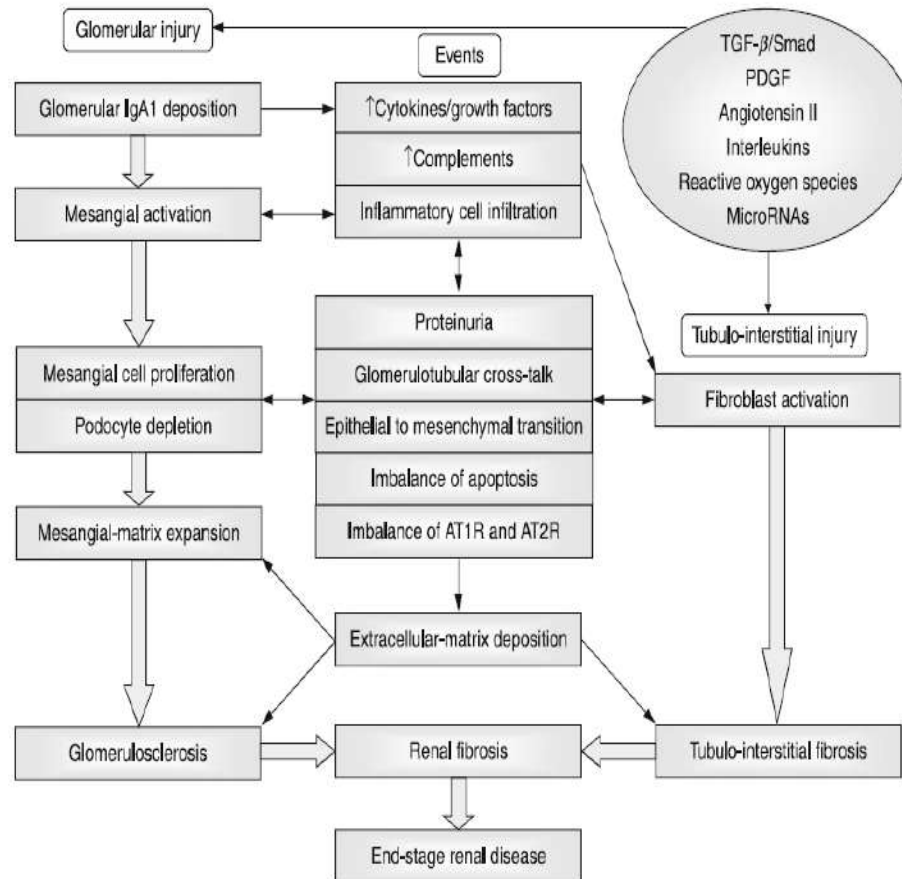 Glomerular injury
Events
TGF-β/Smad
PDGF
Angiotensin II
Interleukins
Reactive oxygen species
MicroRNAs
Glomerular IgA1 deposition
↑Cytokines/growth factors
↑Complements
Mesangial activation
Inflammatory cell infiltration
Proteinuria
Tubulo-interstitial injury
Mesangial cell proliferation
Glomerulotubular cross-talk
Fibroblast activation
Podocyte depletion
Epithelial to mesenchymal transition
Imbalance of apoptosis
Mesangial-matrix expansion
Imbalance of AT1R and AT2R
Extracellular-matrix deposition
Glomerulosclerosis
Renal fibrosis
Tubulo-interstitial fibrosis
End-stage renal disease